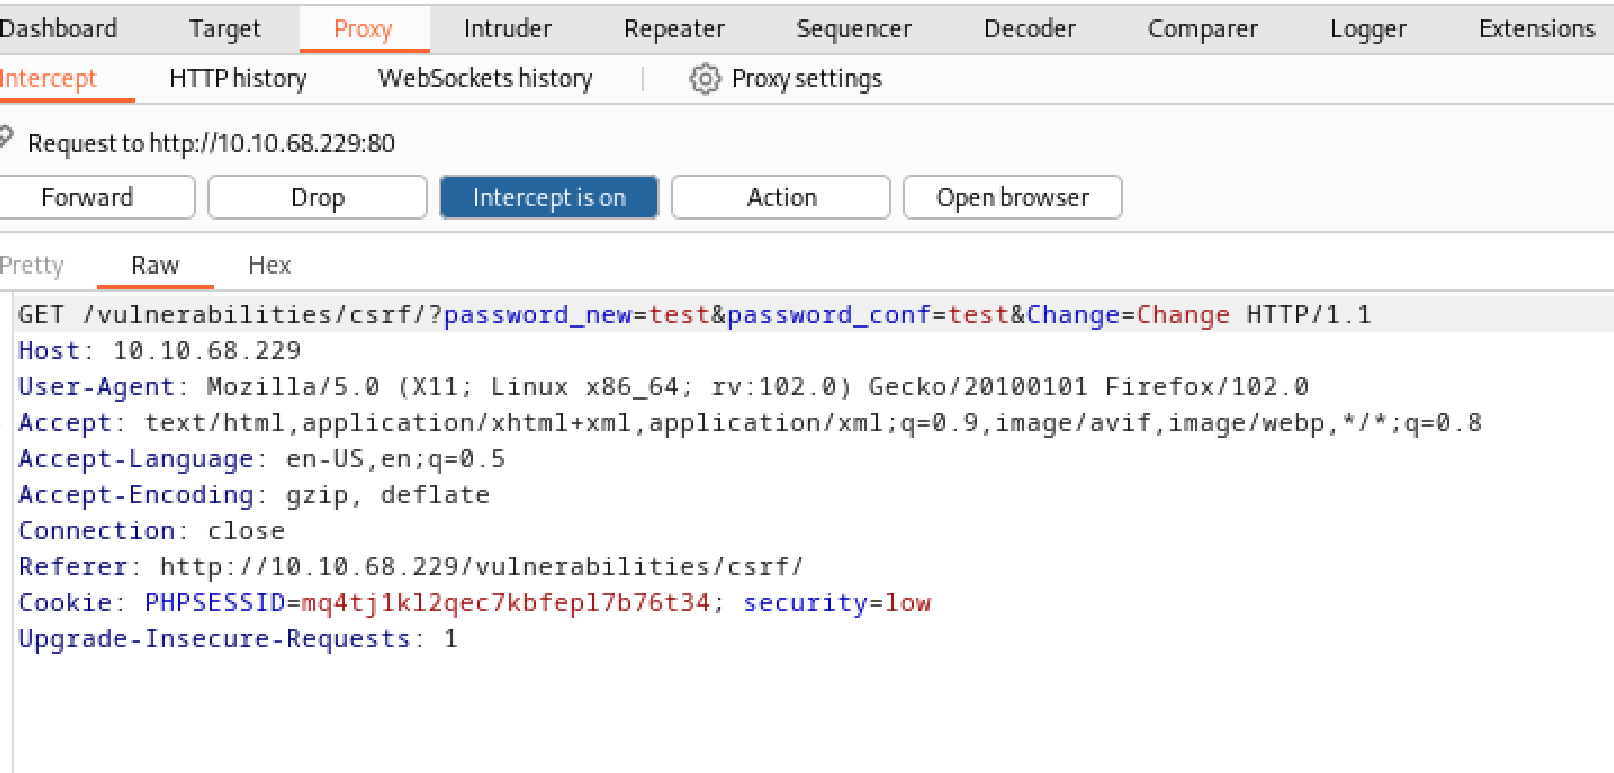 Dashboard Target Proxy Intruder Repeater Sequencer Decoder Comparer Logger Extensions
Intercept HTTP history WebSockets history Proxy settings
Request to http://10.10.68.229:80
Forward Drop Intercept is on Action Open browser
Pretty Raw Hex
GET /vulnerabilities/csrf/?password_new=test&password_conf=test&Change=Change HTTP/1.1
Host: 10.10.68.229
User-Agent: Mozilla/5.0 (X11; Linux x86_64; rv:102.0) Gecko/20100101 Firefox/102.0
Accept: text/html,application/xhtml+xml,application/xml;q=0.9,image/avif,image/webp,*/*;q=0.8
Accept-Language: en-US,en;q=0.5
Accept-Encoding: gzip, deflate
Connection: close
Referer: http://10.10.68.229/vulnerabilities/csrf/
Cookie: PHPSESSID=mq4tj1kl2qec7kbfepl7b76t34; security=low
Upgrade-Insecure-Requests: 1